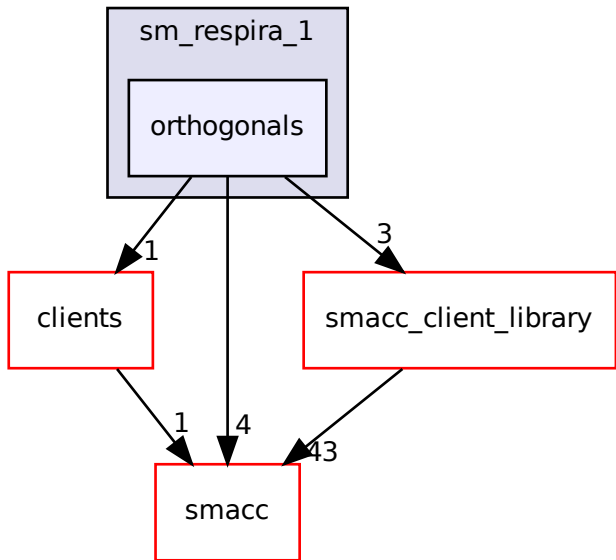 sm_respira_1
orthogonals
1
3
clients
smacc_client_library
1
4
43
smacc